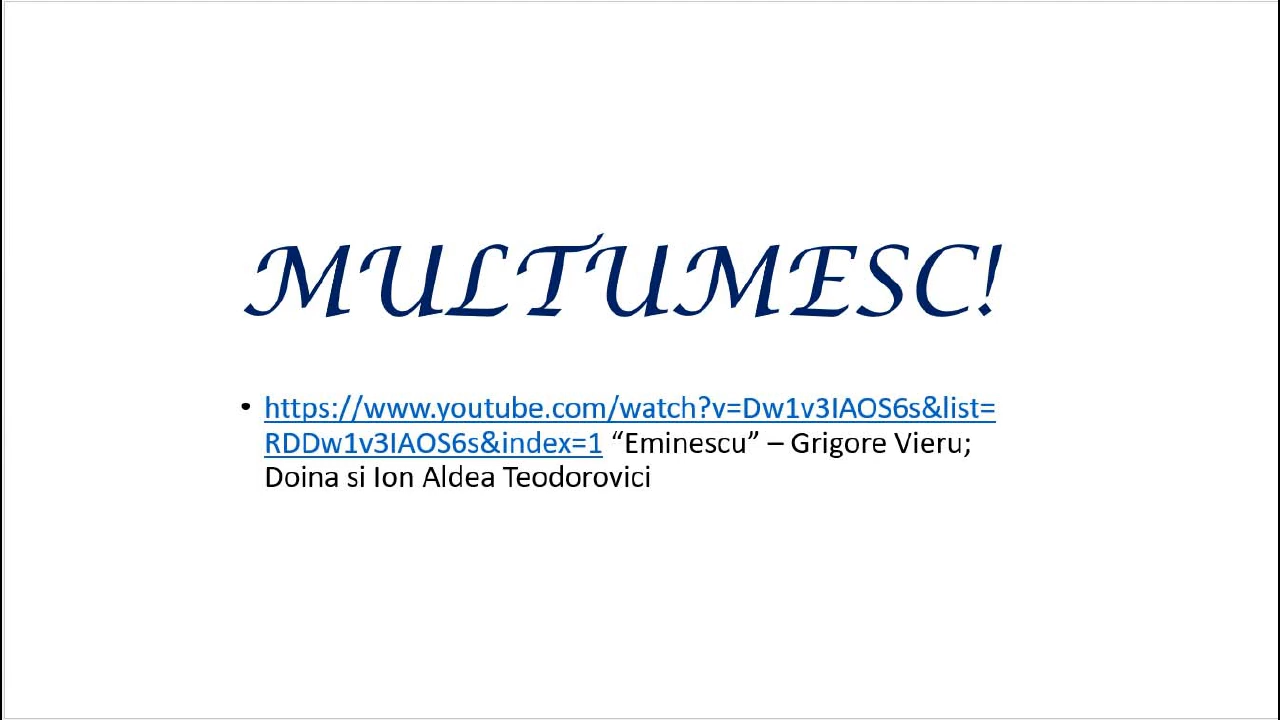 MULTUMESC!
• https://www.youtube.com/watch?v=Dw1v3IAOS6s&list=
RDDw1v3IAOS6s&index=1 “Eminescu” – Grigore Vieru;
Doina si Ion Aldea Teodorovici